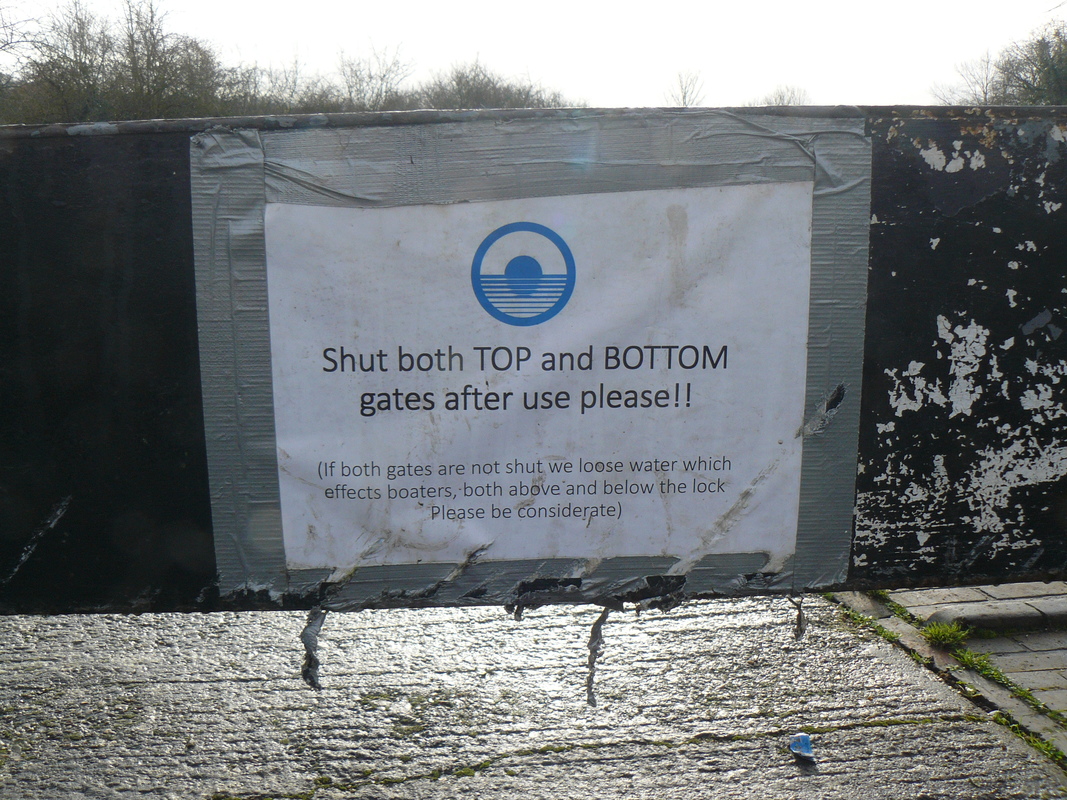 Shut both TOP and BOTTOM
gates after use please!!
(If both gates are not shut we loose water which
effects boaters, both above and below the lock
Please be considerate)